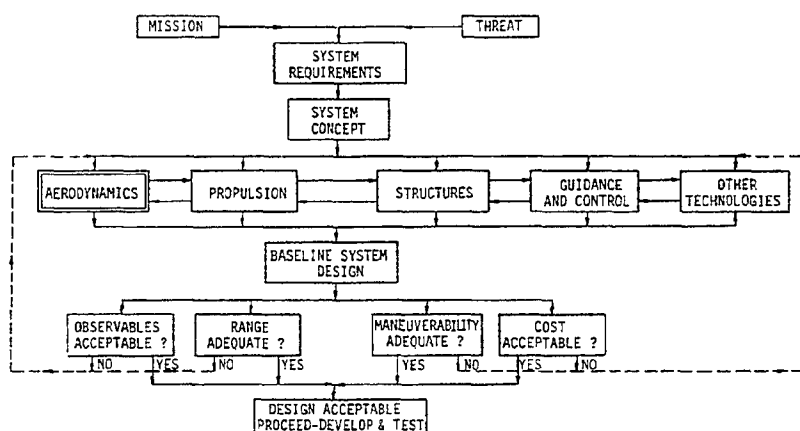 MISSION
THREAT
SYSTEM
REQUIREMENTS
SYSTEM
CONCEPT
AERODYNAMICS
PROPULSION
STRUCTURES
GUIDANCE
AND CONTROL
OTHER
TECHNOLOGIES
BASELINE SYSTEM
DESIGN
OBSERVABLES
ACCEPTABLE ?
RANGE
ADEQUATE ?
MANEUVERABILITY
ADEQUATE ?
COST
ACCEPTABLE ?
NO
YES
NO
YES
YES
NO
YES
NO
DESIGN ACCEPTABLE
PROCEED-DEVELOP & TEST